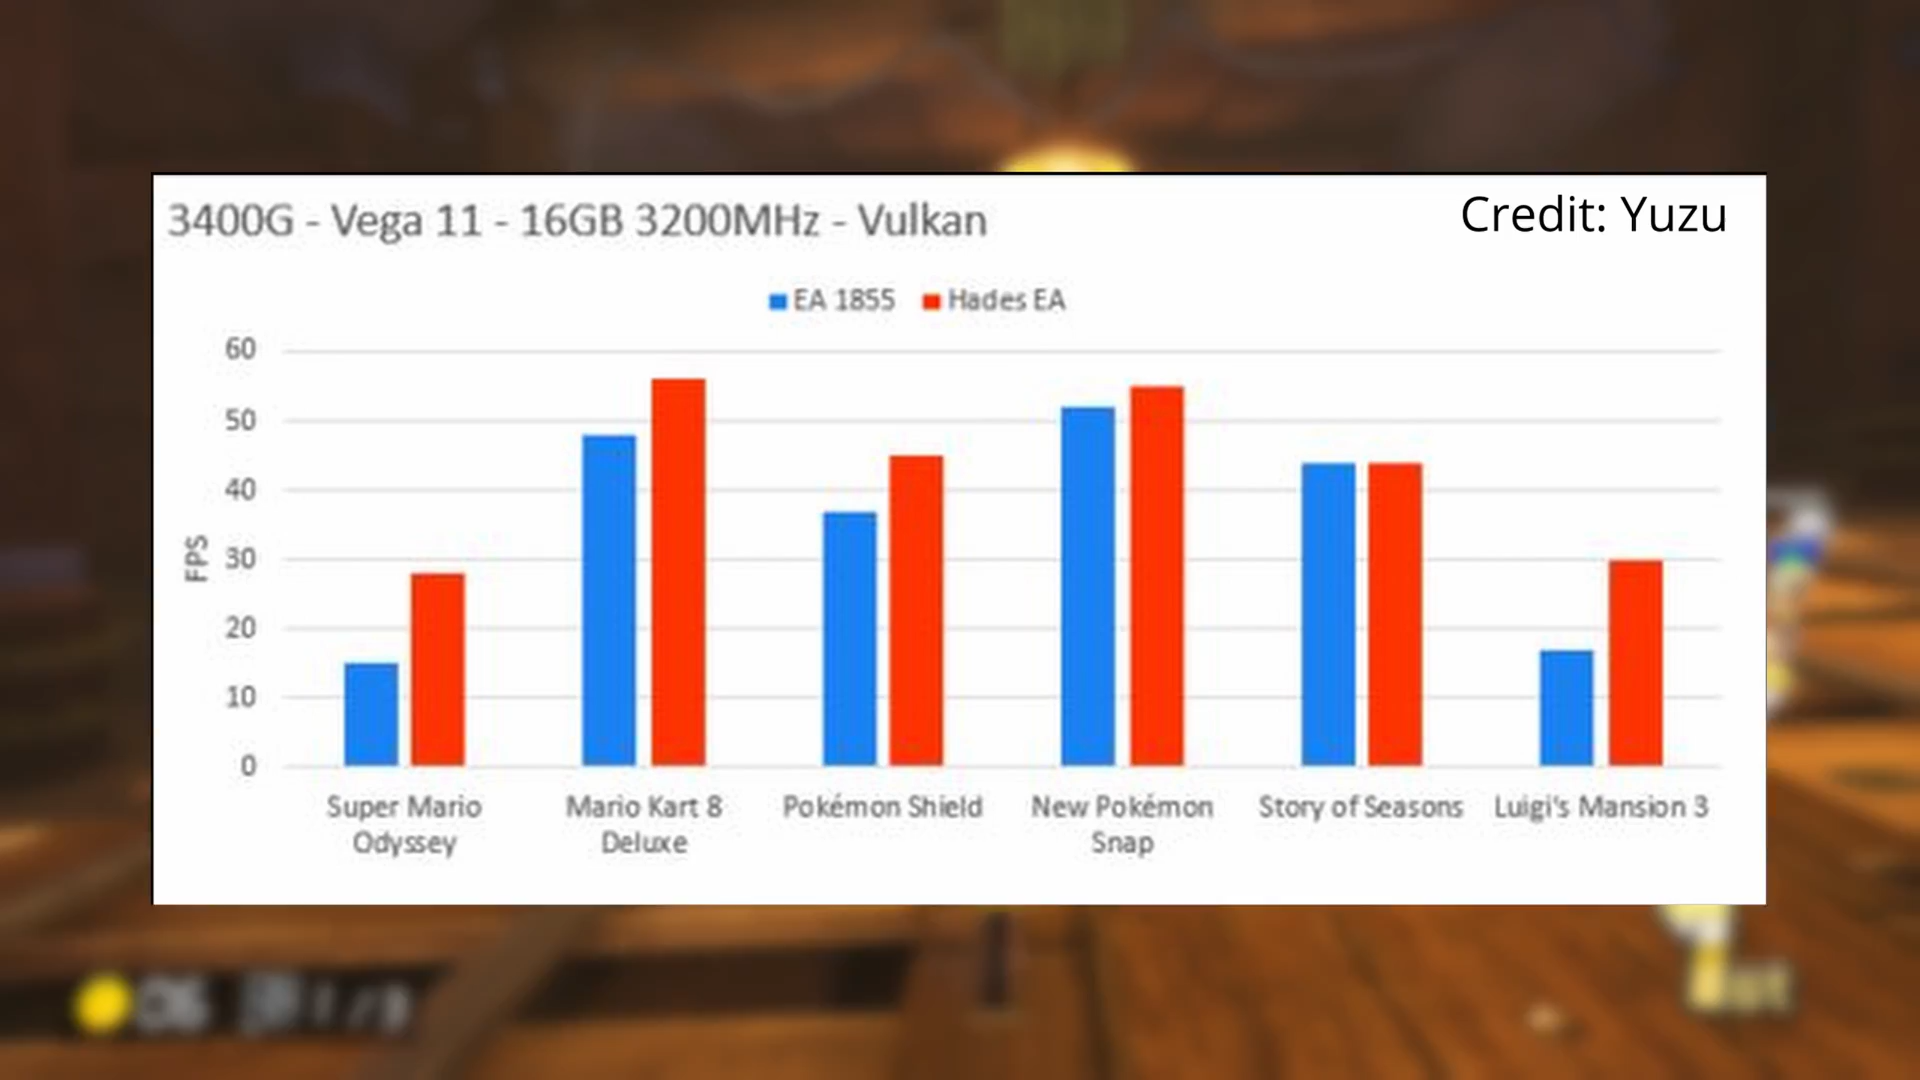 3400G - Vega 11 - 16GB 3200MHz - Vulkan
Credit: Yuzu
EA 1855 Hades EA
60
50
40
30
20
10
0
FPS
Super Mario Odyssey
Mario Kart 8 Deluxe
Pokémon Shield
New Pokémon Snap
Story of Seasons
Luigi's Mansion 3